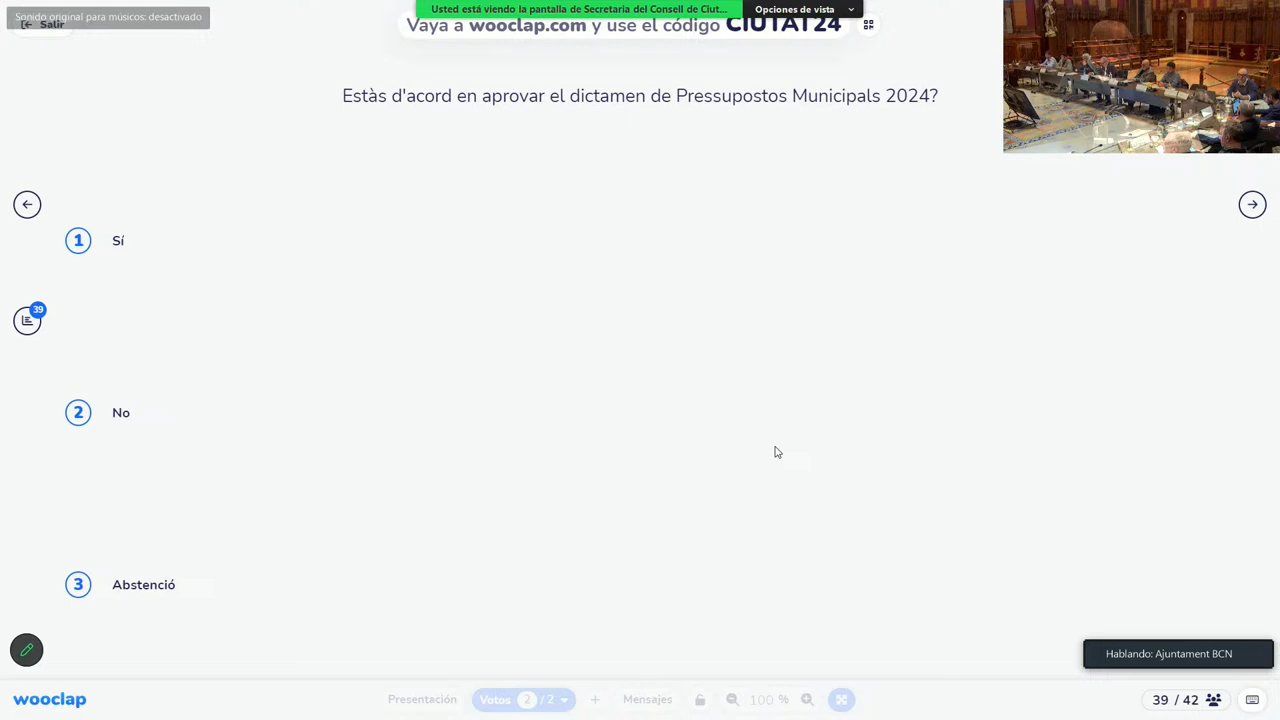 Sonido original para músicos: desactivado
Salir
Usted está viendo la pantalla de Secretaria del Consell de Ciut...
Opciones de vista
Vaya a wooclap.com y use el código CIUTAT24
Estàs d'acord en aprovar el dictamen de Pressupostos Municipals 2024?
1 Sí
39
2 No
3 Abstenció
Hablando: Ajuntament BCN
wooclap
Presentación
Votos 2 / 2
+
Mensajes
100 %
39 / 42